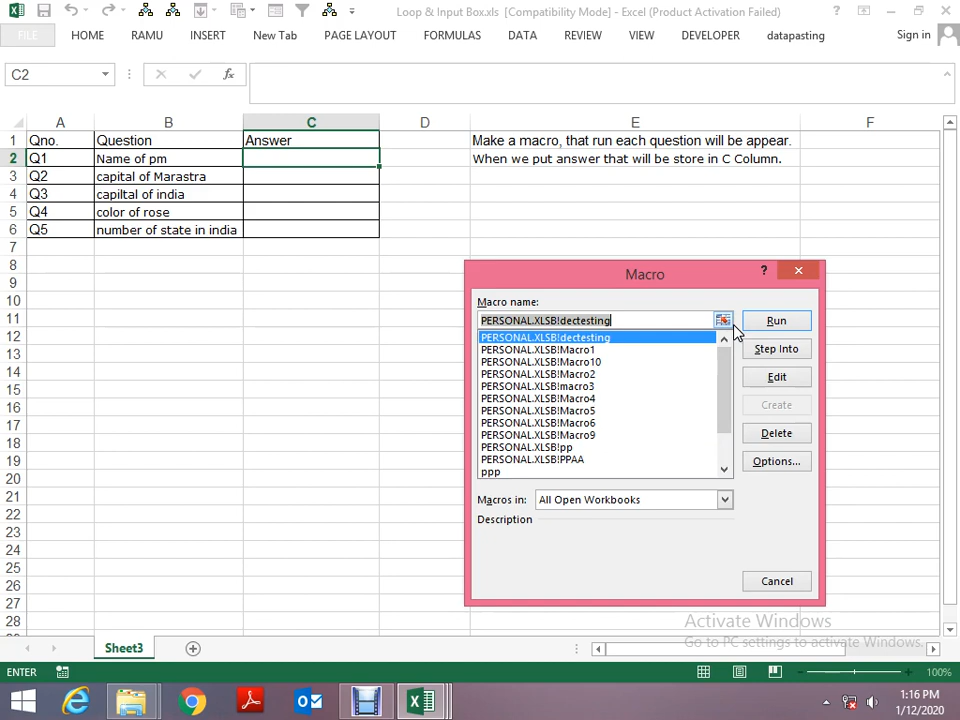 Loop & Input Box.xls [Compatibility Mode] - Excel (Product Activation Failed)
FILE HOME RAMU INSERT New Tab PAGE LAYOUT FORMULAS DATA REVIEW VIEW DEVELOPER datapasting Sign in
C2 fx
A B C D E F
1 Qno. Question Answer Make a macro, that run each question will be appear.
2 Q1 Name of pm When we put answer that will be store in C Column.
3 Q2 capital of Marastra
4 Q3 capiltal of india
5 Q4 color of rose
6 Q5 number of state in india
7
8
9
10
11
12
13
14
15
16
17
18
19
20
21
22
23
24
25
26
27
28
Macro
?
Macro name:
PERSONAL.XLSB!dectesting
PERSONAL.XLSB!dectesting
PERSONAL.XLSB!Macro1
PERSONAL.XLSB!Macro10
PERSONAL.XLSB!Macro2
PERSONAL.XLSB!macro3
PERSONAL.XLSB!Macro4
PERSONAL.XLSB!Macro5
PERSONAL.XLSB!Macro6
PERSONAL.XLSB!Macro9
PERSONAL.XLSB!pp
PERSONAL.XLSB!PPAA
ppp
Run
Step Into
Edit
Create
Delete
Options...
Macros in: All Open Workbooks
Description
Cancel
Activate Windows
Go to PC settings to activate Windows.
Sheet3
ENTER 100%
1:16 PM
1/12/2020